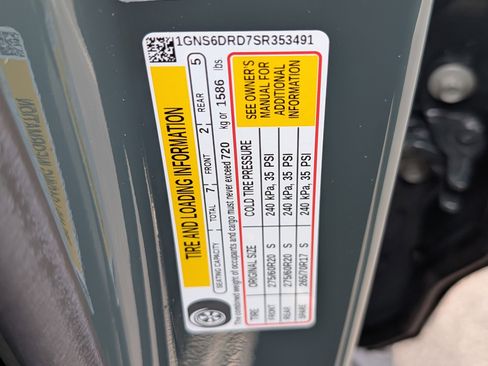 1GNS6DRD7SR353491
TIRE AND LOADING INFORMATION
SEATING CAPACITY TOTAL 7 FRONT 2 REAR 5
The combined weight of occupants and cargo must never exceed 720 kg or 1586 lbs.
TIRE ORIGINAL SIZE COLD TIRE PRESSURE
FRONT 275/60R20 S 240 kPa, 35 PSI
REAR 275/60R20 S 240 kPa, 35 PSI
SPARE 265/70R17 S 240 kPa, 35 PSI
SEE OWNER'S
MANUAL FOR
ADDITIONAL
INFORMATION